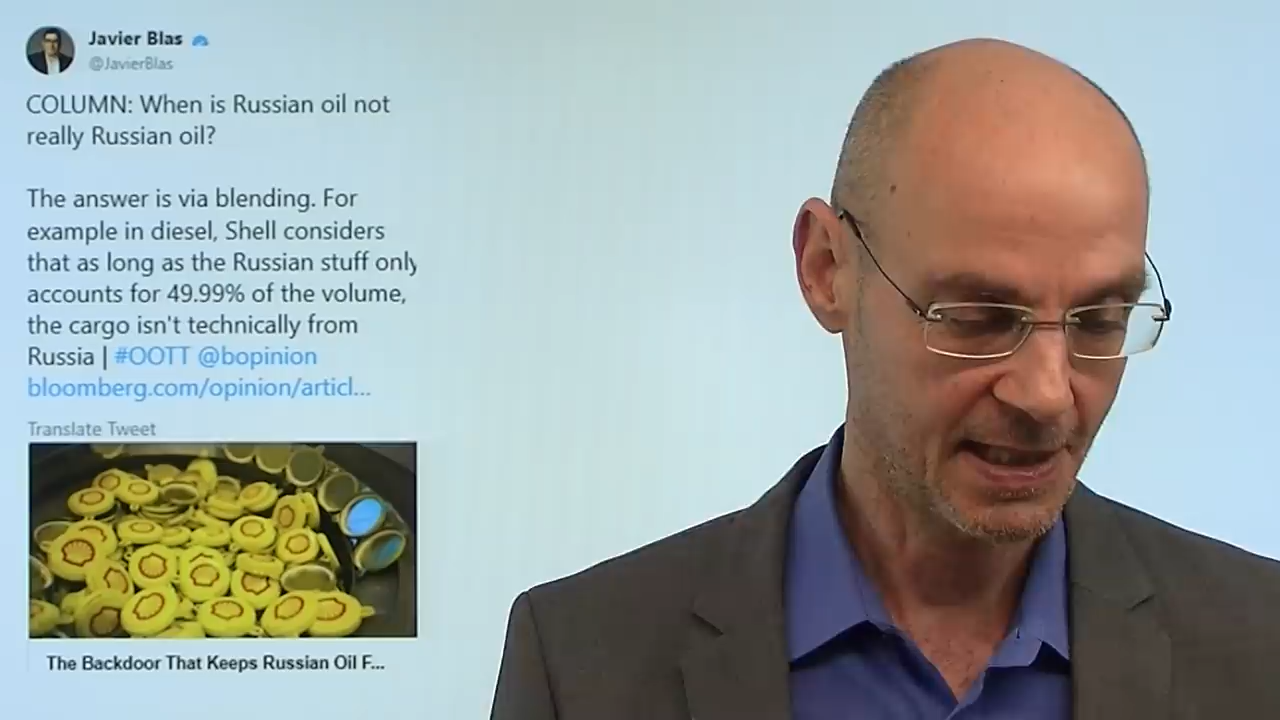 Javier Blas
@JavierBlas
COLUMN: When is Russian oil not
really Russian oil?
The answer is via blending. For
example in diesel, Shell considers
that as long as the Russian stuff only
accounts for 49.99% of the volume,
the cargo isn't technically from
Russia | #OOTT @bopinion
bloomberg.com/opinion/articl...
Translate Tweet
The Backdoor That Keeps Russian Oil F...